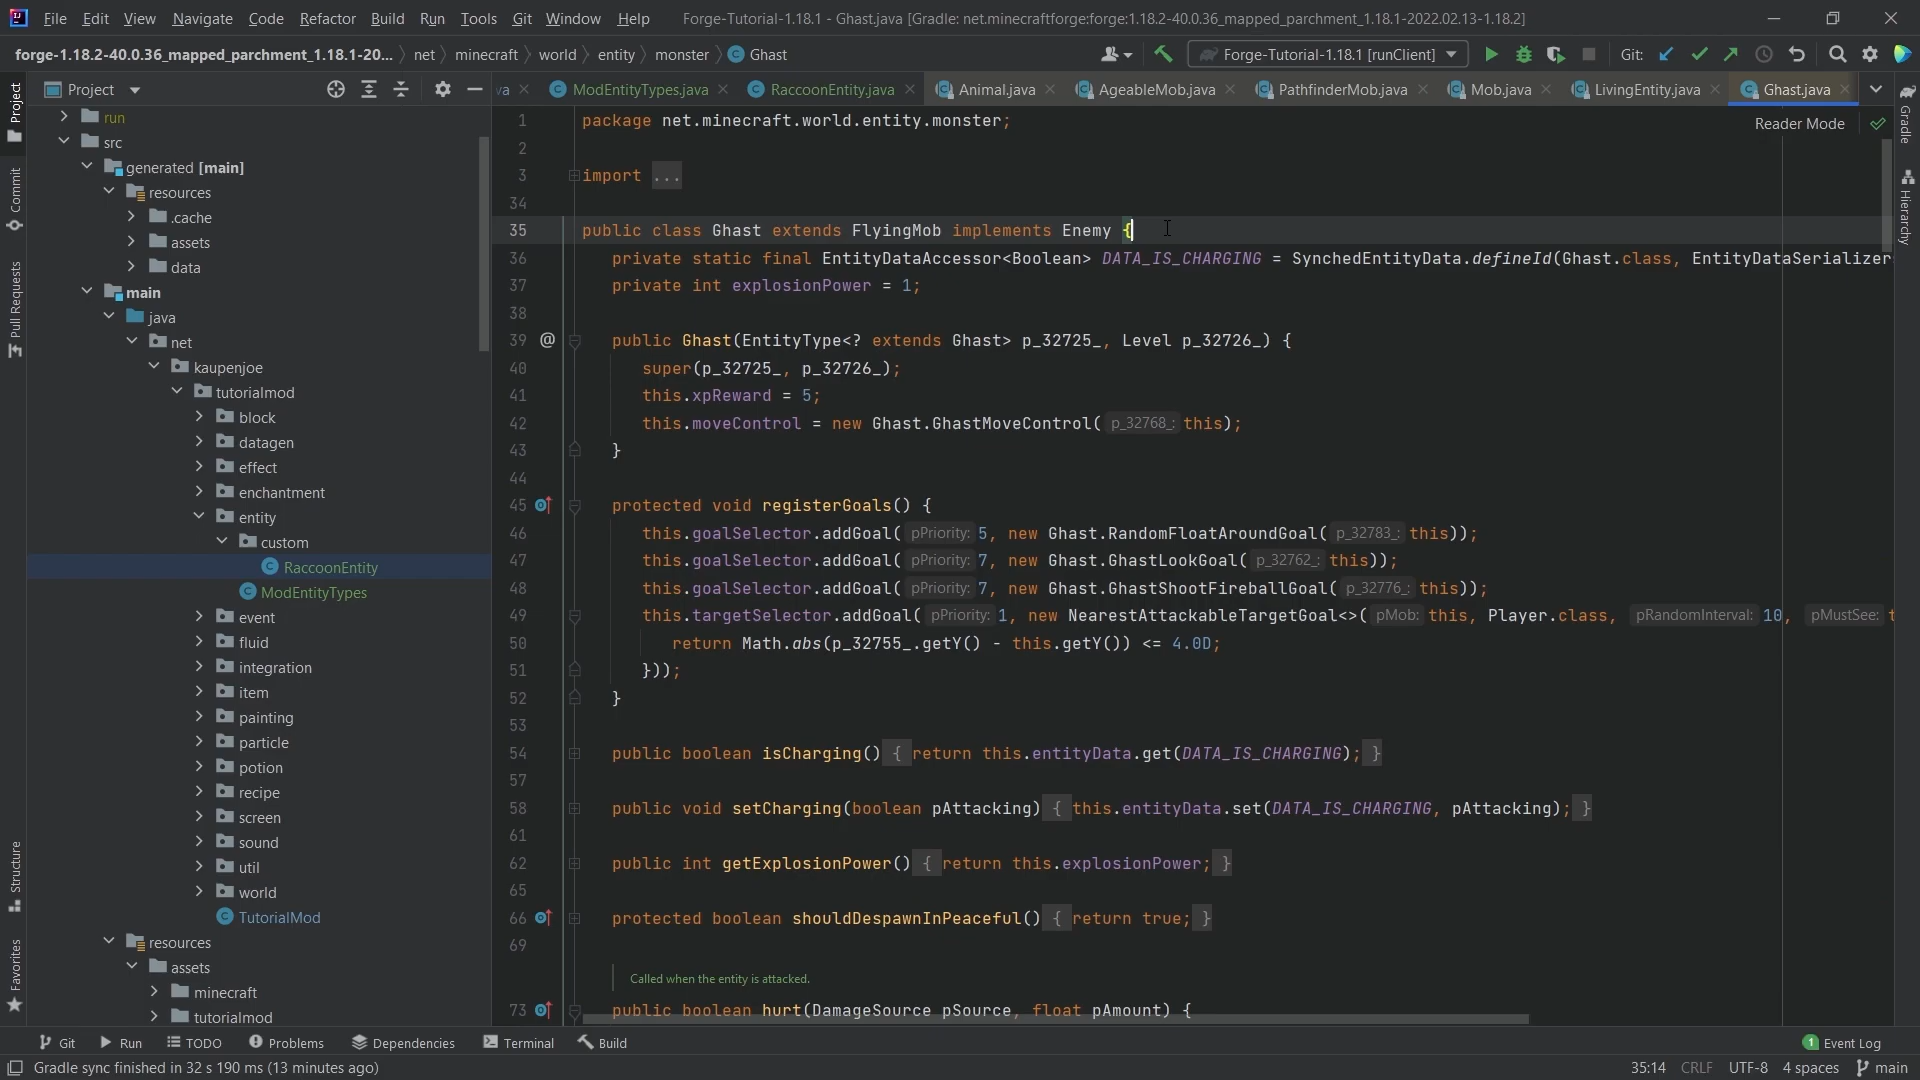 File Edit View Navigate Code Refactor Build Run Tools Git Window Help Forge-Tutorial-1.18.1 - Ghast.java [Gradle: net.minecraftforge:forge:1.18.2-40.0.36_mapped_parchment_1.18.1-2022.02.13-1.18.2]
forge-1.18.2-40.0.36_mapped_parchment_1.18.1-20... net minecraft world entity monster Ghast Forge-Tutorial-1.18.1 [runClient] Git:
Project va ModEntityTypes.java RaccoonEntity.java Animal.java AgeableMob.java PathfinderMob.java Mob.java LivingEntity.java Ghast.java
Reader Mode
Project
Commit
Pull Requests
Structure
Favorites
run
src
generated [main]
resources
.cache
assets
data
main
java
net
kaupenjoe
tutorialmod
block
datagen
effect
enchantment
entity
custom
RaccoonEntity
ModEntityTypes
event
fluid
integration
item
painting
particle
potion
recipe
screen
sound
util
world
TutorialMod
resources
assets
minecraft
tutorialmod
1 package net.minecraft.world.entity.monster;
2
3 import ...
34
35 public class Ghast extends FlyingMob implements Enemy {
36 private static final EntityDataAccessor<Boolean> DATA_IS_CHARGING = SynchedEntityData.defineId(Ghast.class, EntityDataSerializer
37 private int explosionPower = 1;
38
39 @ public Ghast(EntityType<? extends Ghast> p_32725_, Level p_32726_) {
40 super(p_32725_, p_32726_);
41 this.xpReward = 5;
42 this.moveControl = new Ghast.GhastMoveControl( p_32768_: this);
43 }
44
45 protected void registerGoals() {
46 this.goalSelector.addGoal( pPriority: 5, new Ghast.RandomFloatAroundGoal( p_32783_: this));
47 this.goalSelector.addGoal( pPriority: 7, new Ghast.GhastLookGoal( p_32762_: this));
48 this.goalSelector.addGoal( pPriority: 7, new Ghast.GhastShootFireballGoal( p_32776_: this));
49 this.targetSelector.addGoal( pPriority: 1, new NearestAttackableTargetGoal<>( pMob: this, Player.class, pRandomInterval: 10, pMustSee: t
50 return Math.abs(p_32755_.getY() - this.getY()) <= 4.0D;
51 }));
52 }
53
54 public boolean isCharging() { return this.entityData.get(DATA_IS_CHARGING); }
57
58 public void setCharging(boolean pAttacking) { this.entityData.set(DATA_IS_CHARGING, pAttacking); }
61
62 public int getExplosionPower() { return this.explosionPower; }
65
66 protected boolean shouldDespawnInPeaceful() { return true; }
69
Called when the entity is attacked.
73 public boolean hurt(DamageSource pSource, float pAmount) {
Gradle
Hierarchy
Git Run TODO Problems Dependencies Terminal Build 1 Event Log
Gradle sync finished in 32 s 190 ms (13 minutes ago) 35:14 CRLF UTF-8 4 spaces main